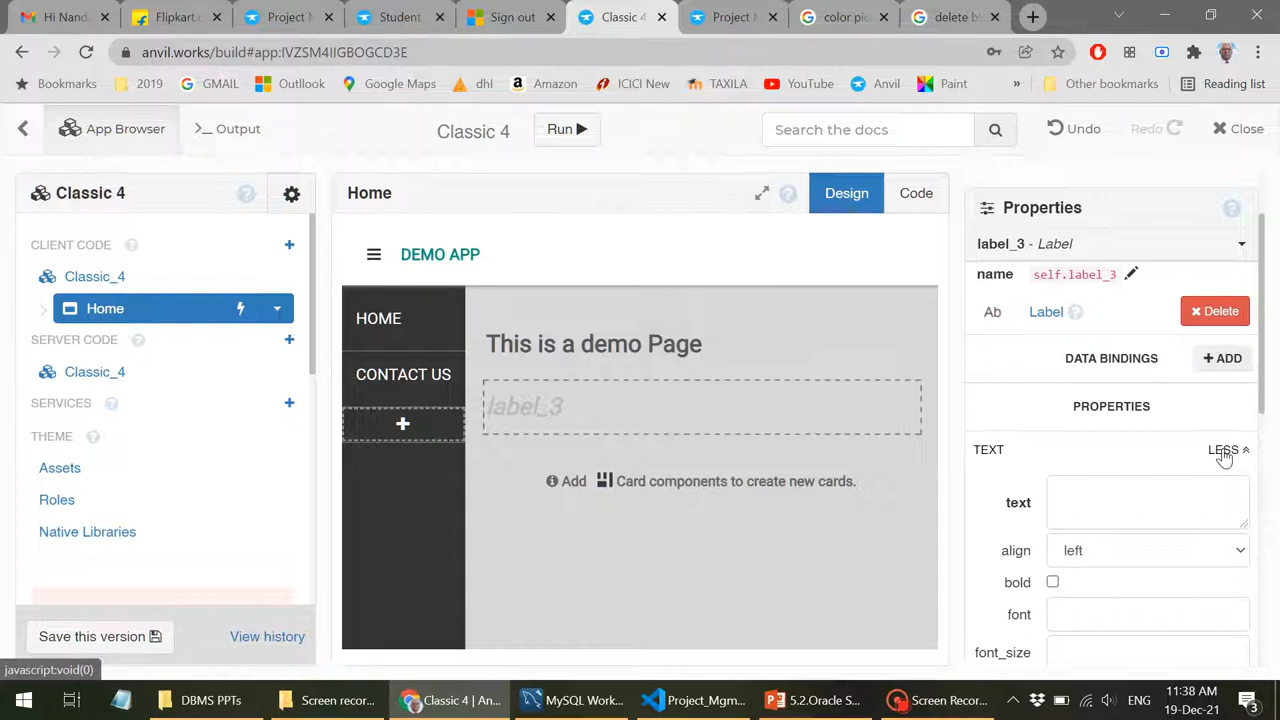 Hi Nand
Flipkart.c
Project M
Student
Sign out
Classic 4
Project M
color pic
delete b
anvil.works/build#app:IVZSM4IIGBOGCD3E
Bookmarks
2019
GMAIL
Outllook
Google Maps
dhl
Amazon
ICICI New
TAXILA
YouTube
Anvil
Paint
»
Other bookmarks
Reading list
App Browser
>_ Output
Classic 4
Run
Search the docs
Undo
Redo
Close
Classic 4
CLIENT CODE
Classic_4
Home
SERVER CODE
Classic_4
SERVICES
THEME
Assets
Roles
Native Libraries
Save this version
View history
javascript:void(0)
Home
Design
Code
DEMO APP
HOME
CONTACT US
This is a demo Page
label_3
Add Card components to create new cards.
Properties
label_3 - Label
name self.label_3
Ab Label
Delete
DATA BINDINGS
+ ADD
PROPERTIES
TEXT LESS
text
align left
bold
font
font_size
DBMS PPTs
Screen recor...
Classic 4 | An...
MySQL Work...
Project_Mgm...
5.2.Oracle S...
Screen Recor...
ENG
11:38 AM
19-Dec-21
3